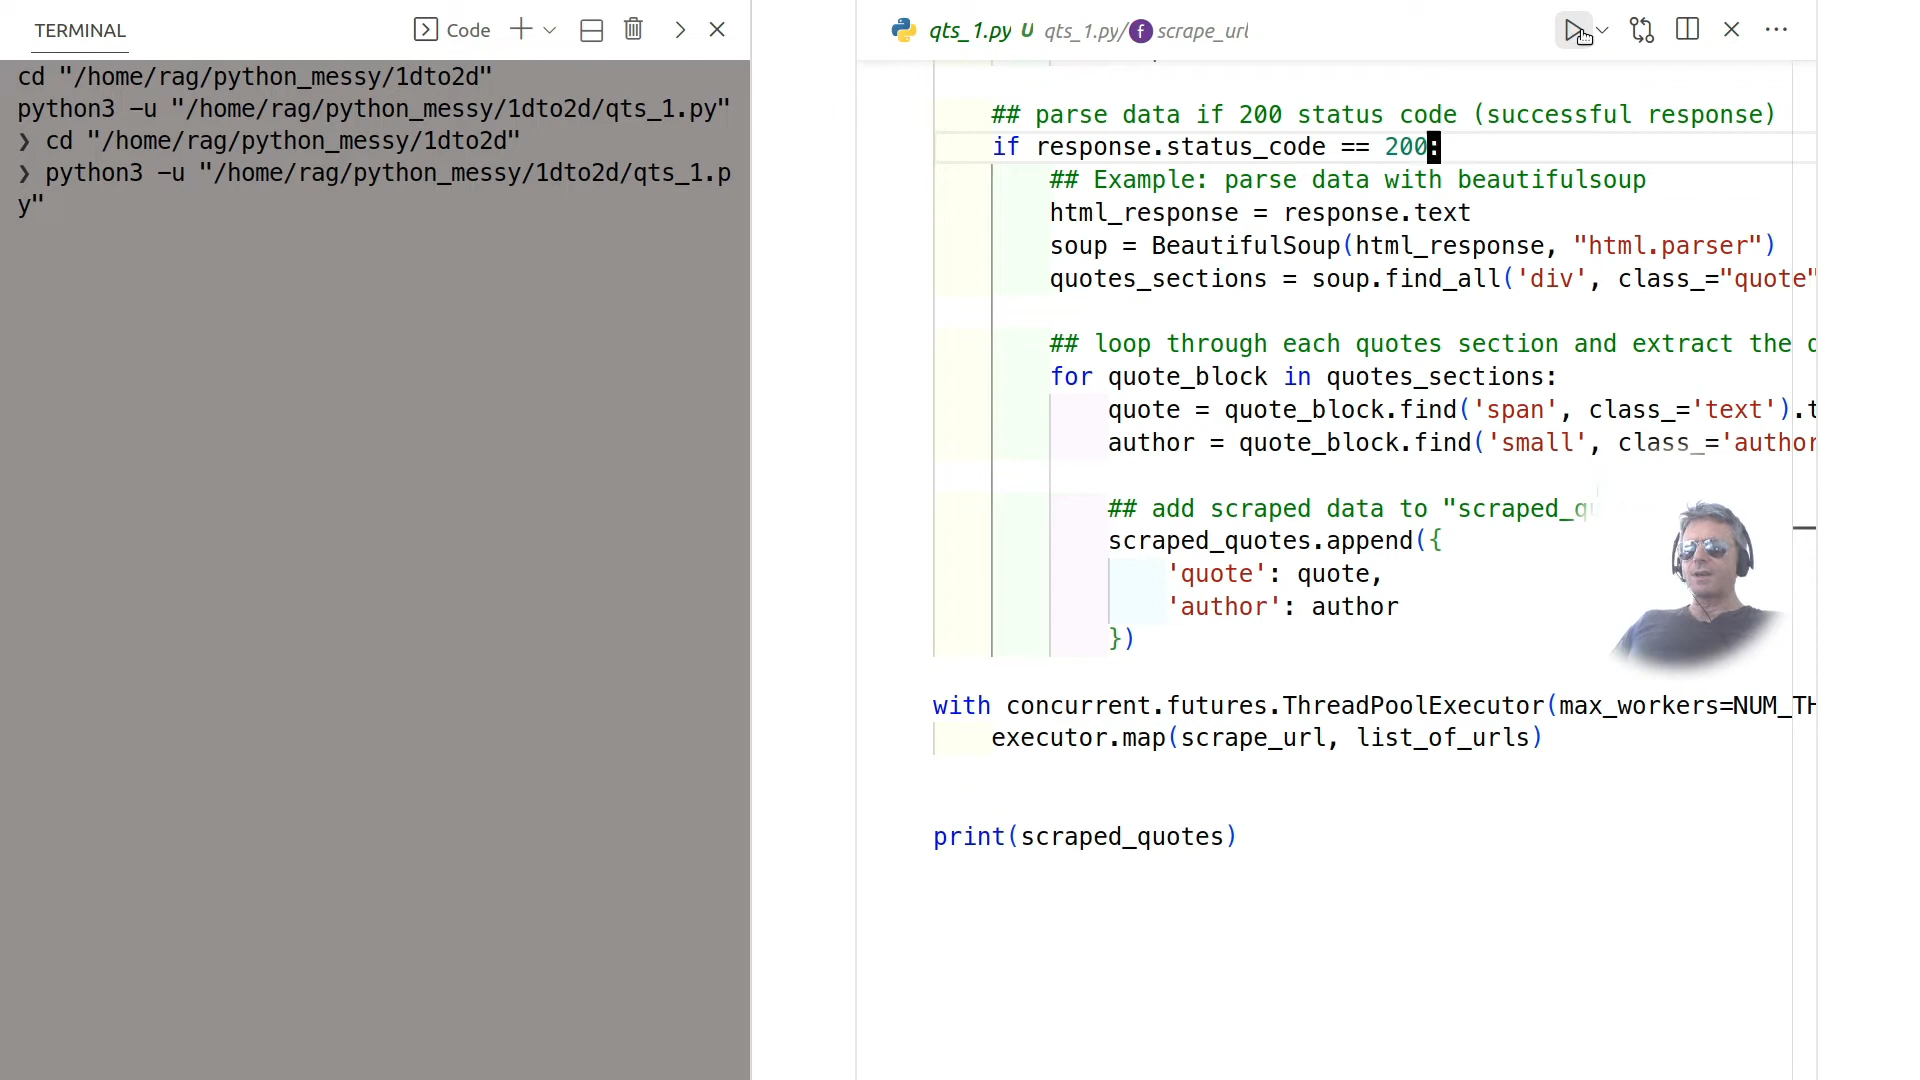 TERMINAL
Code
cd "/home/rag/python_messy/1dto2d"
python3 -u "/home/rag/python_messy/1dto2d/qts_1.py"
❯ cd "/home/rag/python_messy/1dto2d"
❯ python3 -u "/home/rag/python_messy/1dto2d/qts_1.p
y"
qts_1.py U qts_1.py/ f scrape_url
## parse data if 200 status code (successful response)
if response.status_code == 200:
## Example: parse data with beautifulsoup
html_response = response.text
soup = BeautifulSoup(html_response, "html.parser")
quotes_sections = soup.find_all('div', class_="quote"
## loop through each quotes section and extract the
for quote_block in quotes_sections:
quote = quote_block.find('span', class_='text').t
author = quote_block.find('small', class_='author
## add scraped data to "scraped_qu
scraped_quotes.append({
'quote': quote,
'author': author
})
with concurrent.futures.ThreadPoolExecutor(max_workers=NUM_TH
executor.map(scrape_url, list_of_urls)
print(scraped_quotes)